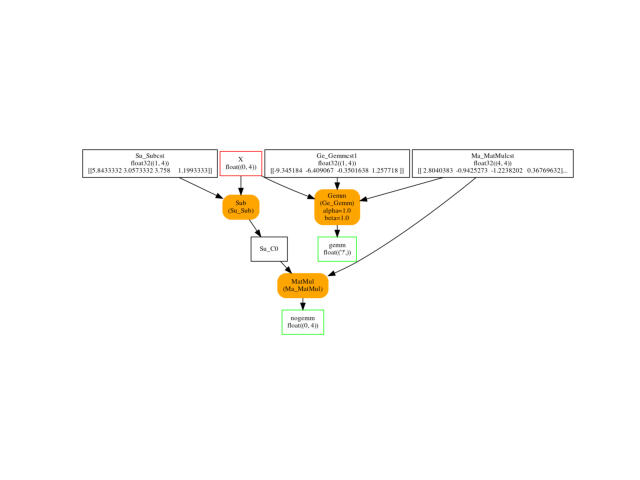 Su_Subcst
float32((1, 4))
[[5.8433332 3.0573332 3.758 1.1993333]]
X
float((0, 4))
Ge_Gemmcst1
float32((1, 4))
[[-9.345184 -6.409067 -0.3501638 1.257718 ]]
Ma_MatMulcst
float32((4, 4))
[[ 2.8040383 -0.9425273 -1.2238202 0.36769632]...
Sub
(Su_Sub)
Gemm
(Ge_Gemm)
alpha=1.0
beta=1.0
Su_C0
gemm
float(('?',))
MatMul
(Ma_MatMul)
nogemm
float((0, 4))